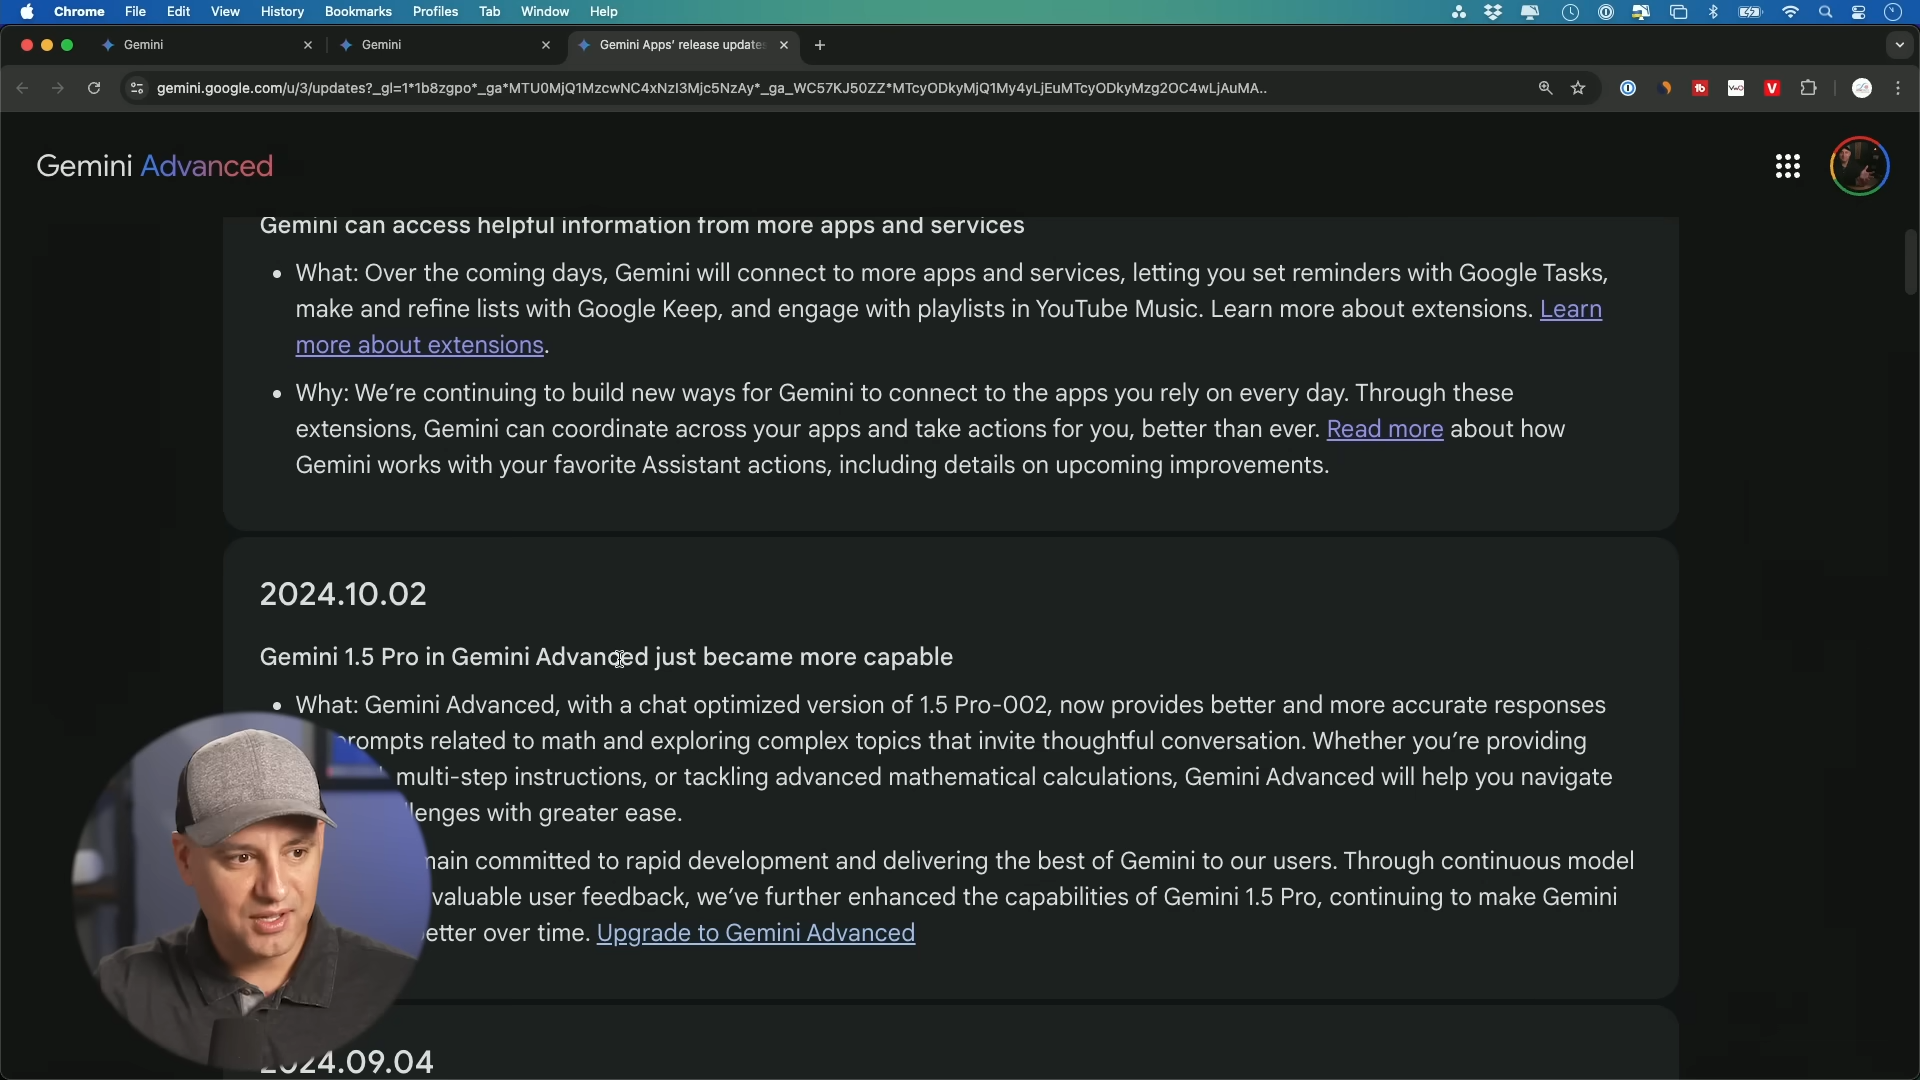 Chrome File Edit View History Bookmarks Profiles Tab Window Help
Gemini Gemini Gemini Apps' release update
gemini.google.com/u/3/updates?_gl=1*1b8zgpo*_ga*MTU0MjQ1MzcwNC4xNzI3Mjc5NzAy*_ga_WC57KJ50ZZ*MTcyODkyMjQ1My4yLjEuMTcyODkyMzg2OC4wLjAuMA..
Gemini Advanced
Gemini can access helpful information from more apps and services
• What: Over the coming days, Gemini will connect to more apps and services, letting you set reminders with Google Tasks,
make and refine lists with Google Keep, and engage with playlists in YouTube Music. Learn more about extensions. Learn
more about extensions.
• Why: We're continuing to build new ways for Gemini to connect to the apps you rely on every day. Through these
extensions, Gemini can coordinate across your apps and take actions for you, better than ever. Read more about how
Gemini works with your favorite Assistant actions, including details on upcoming improvements.
2024.10.02
Gemini 1.5 Pro in Gemini Advanced just became more capable
• What: Gemini Advanced, with a chat optimized version of 1.5 Pro-002, now provides better and more accurate responses
prompts related to math and exploring complex topics that invite thoughtful conversation. Whether you're providing
multi-step instructions, or tackling advanced mathematical calculations, Gemini Advanced will help you navigate
with greater ease.
committed to rapid development and delivering the best of Gemini to our users. Through continuous model
valuable user feedback, we've further enhanced the capabilities of Gemini 1.5 Pro, continuing to make Gemini
over time. Upgrade to Gemini Advanced
2024.09.04